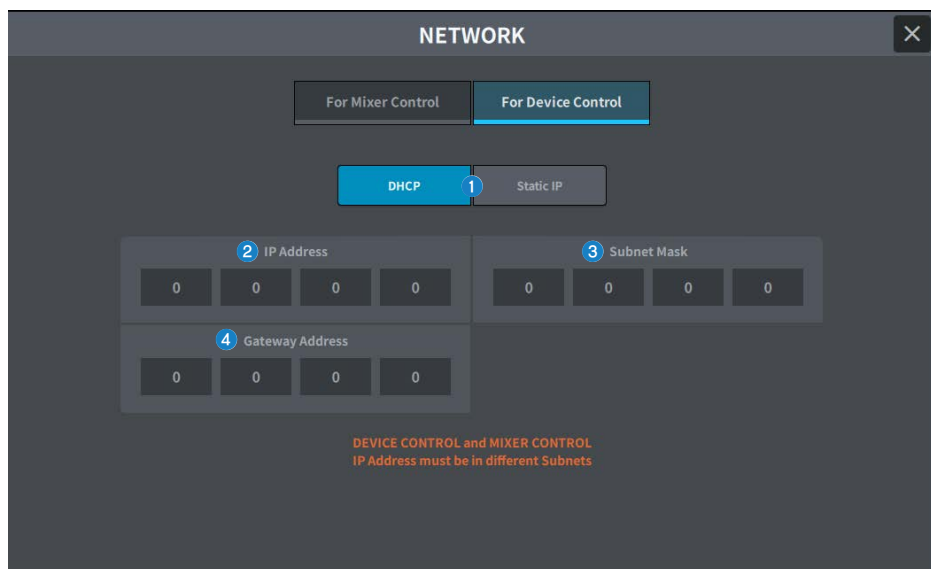 NETWORK
For Mixer Control For Device Control
DHCP 1 Static IP
2 IP Address 3 Subnet Mask
0 0 0 0 0 0 0 0
4 Gateway Address
0 0 0 0
DEVICE CONTROL and MIXER CONTROL
IP Address must be in different Subnets